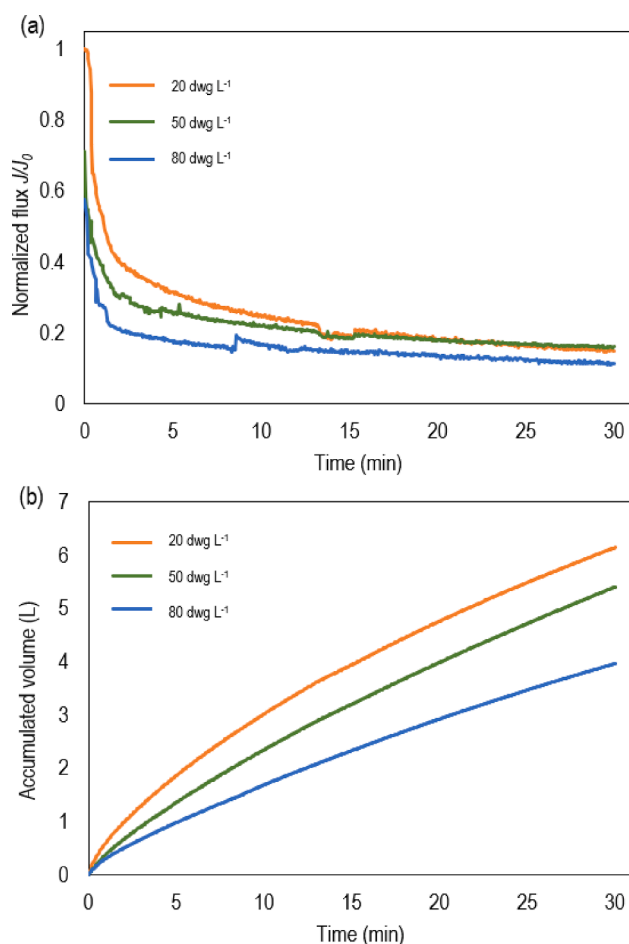 (a)
1
0.8
0.6
0.4
0.2
0
Normalized flux J/J₀
20 dwg L⁻¹
50 dwg L⁻¹
80 dwg L⁻¹
0 5 10 15 20 25 30
Time (min)
(b)
7
6
5
4
3
2
1
0
Accumulated volume (L)
20 dwg L⁻¹
50 dwg L⁻¹
80 dwg L⁻¹
0 5 10 15 20 25 30
Time (min)